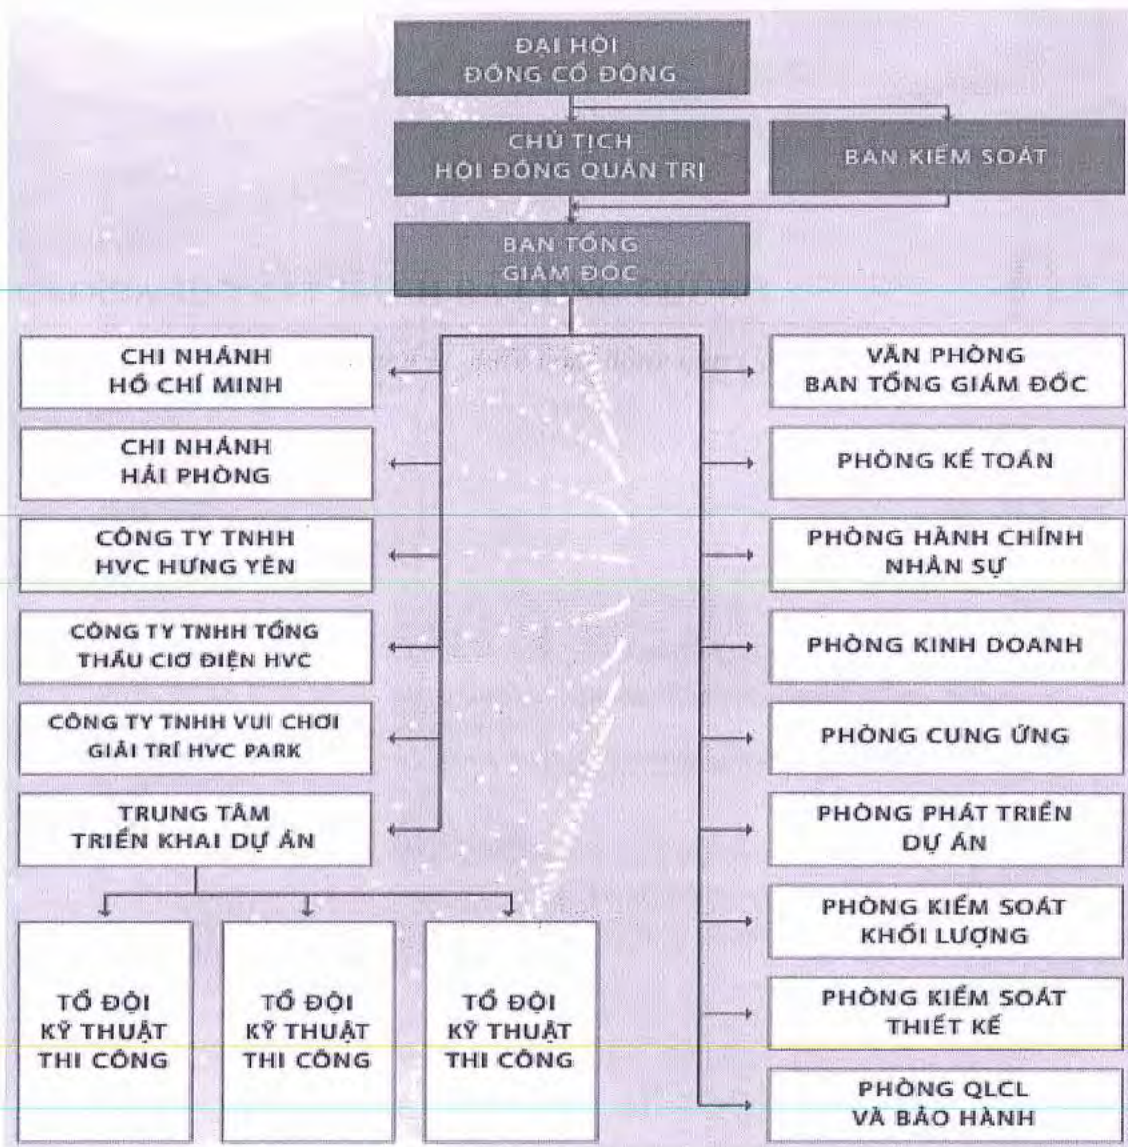 ĐẠI HỘI
ĐỒNG CỔ ĐÔNG
CHỦ TỊCH
HỘI ĐỒNG QUẢN TRỊ
BAN KIỂM SOÁT
BAN TỔNG
GIÁM ĐỐC
CHI NHÁNH
HỒ CHÍ MINH
CHI NHÁNH
HẢI PHÒNG
CÔNG TY TNHH
HVC HƯNG YÊN
CÔNG TY TNHH TỔNG
THẦU CIƠ ĐIỆN HVC
CÔNG TY TNHH VUI CHƠI
GIẢI TRÍ HVC PARK
TRUNG TÂM
TRIỂN KHAI DỰ ÁN
TỔ ĐỘI
KỸ THUẬT
THI CÔNG
TỔ ĐỘI
KỸ THUẬT
THI CÔNG
TỔ ĐỘI
KỸ THUẬT
THI CÔNG
VĂN PHÒNG
BAN TỔNG GIÁM ĐỐC
PHÒNG KẾ TOÁN
PHÒNG HÀNH CHÍNH
NHÂN SỰ
PHÒNG KINH DOANH
PHÒNG CUNG ỨNG
PHÒNG PHÁT TRIỂN
DỰ ÁN
PHÒNG KIỂM SOÁT
KHỐI LƯỢNG
PHÒNG KIỂM SOÁT
THIẾT KẾ
PHÒNG QLCL
VÀ BẢO HÀNH